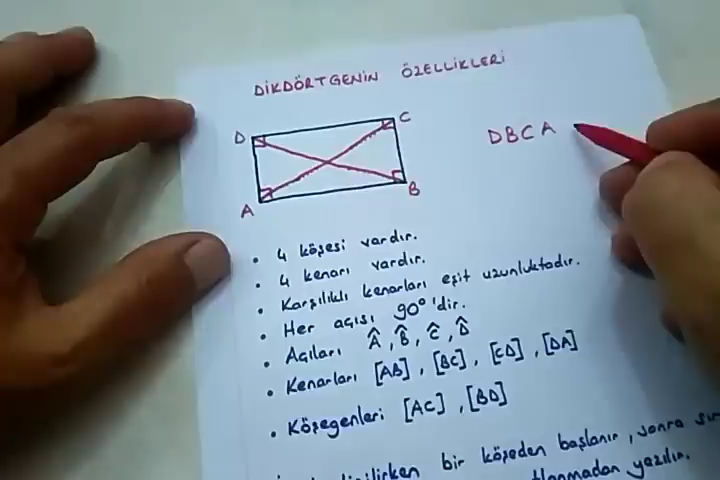 DİKDÖRTGENİN ÖZELLİKLERİ
D
C
DBCA
A
B
• 4 köşesi vardır.
• 4 kenarı vardır.
• Karşılıklı kenarları eşit uzunluktadır.
• Her açısı 90° 'dir.
• Açıları Â, B̂, Ĉ, D̂
• Kenarları [AB], [BC], [CD], [DA]
• Köşegenleri [AC], [BD]
bir köşeden başlanır, sonra
yazılır.